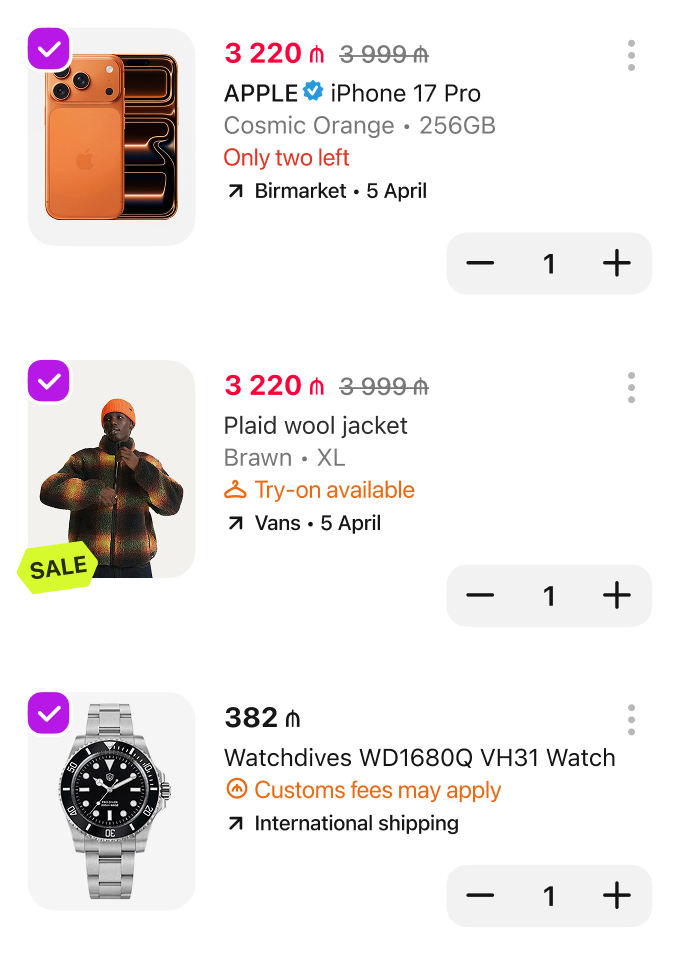 3 220 ₼ 3 999 ₼
APPLE iPhone 17 Pro
Cosmic Orange • 256GB
Only two left
Birmarket • 5 April
1
3 220 ₼ 3 999 ₼
Plaid wool jacket
Brawn • XL
Try-on available
Vans • 5 April
SALE
1
382 ₼
Watchdives WD1680Q VH31 Watch
Customs fees may apply
International shipping
1